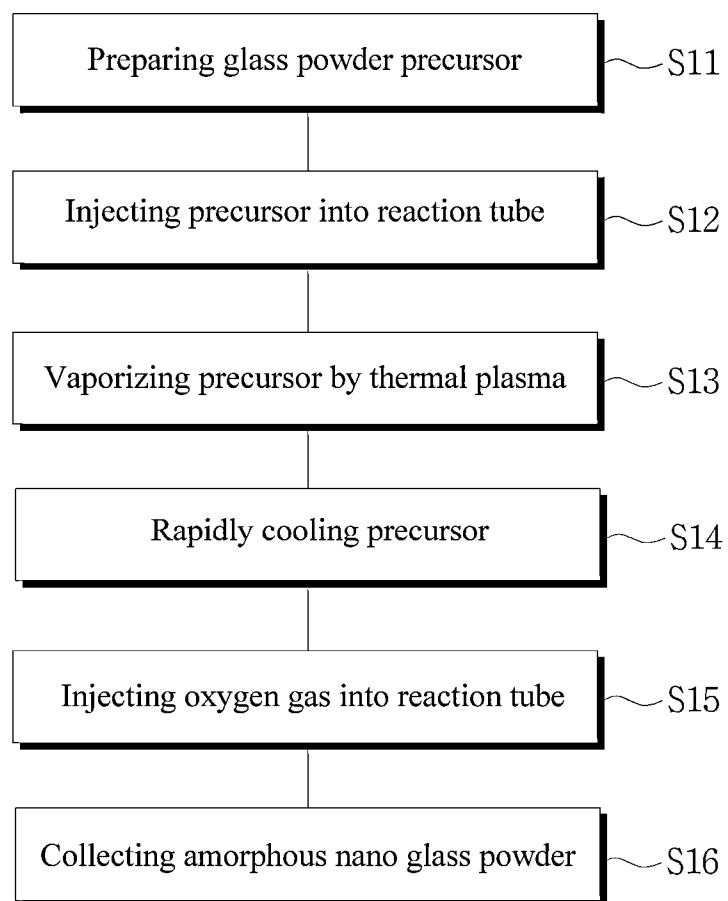 Preparing glass powder precursor S11
Injecting precursor into reaction tube S12
Vaporizing precursor by thermal plasma S13
Rapidly cooling precursor S14
Injecting oxygen gas into reaction tube S15
Collecting amorphous nano glass powder S16